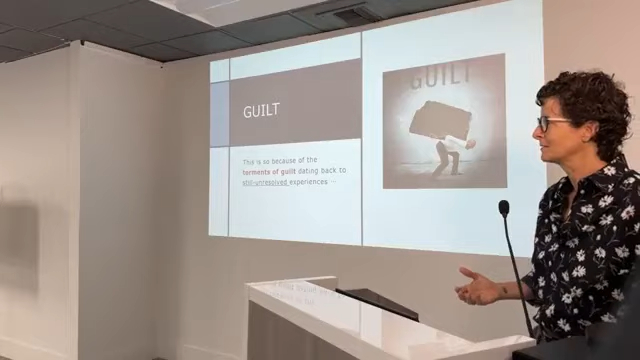 GUILT
This is so because of the
torments of guilt dating back to
still-unresolved experiences ···
GUILT